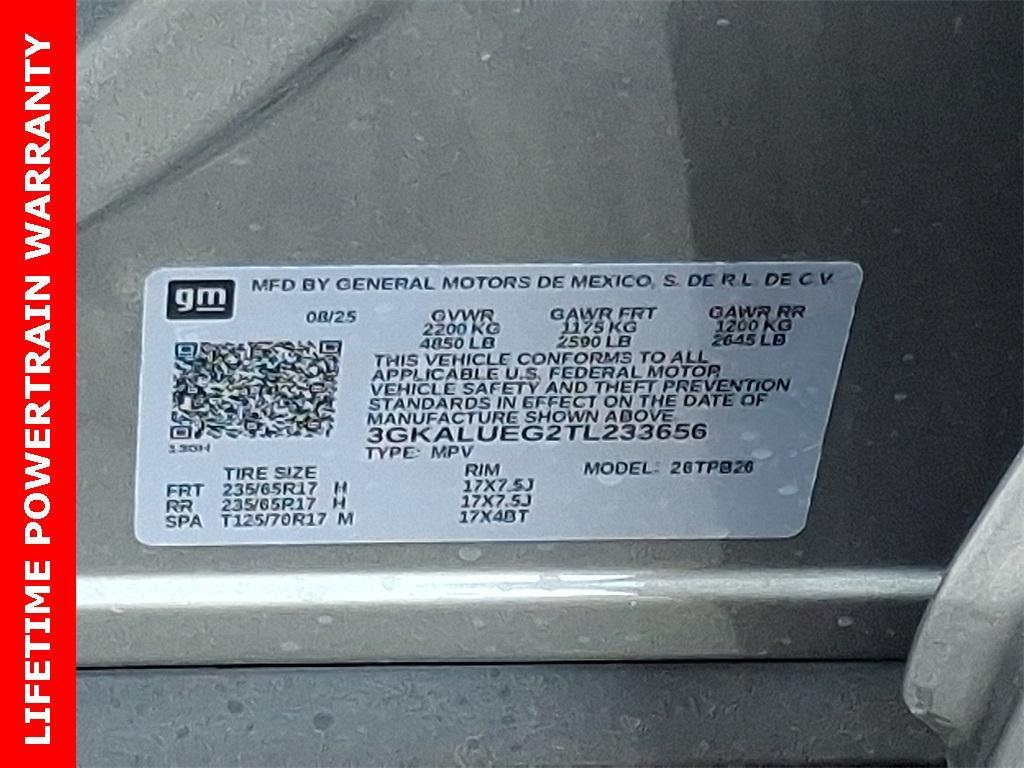 LIFETIME POWERTRAIN WARRANTY
gm MFD BY GENERAL MOTORS DE MEXICO, S. DE R.L. DE C.V.
08/25 GVWR GAWR FRT GAWR RR
2200 KG 1175 KG 1200 KG
4850 LB 2590 LB 2645 LB
THIS VEHICLE CONFORMS TO ALL
APPLICABLE U.S. FEDERAL MOTOR
VEHICLE SAFETY AND THEFT PREVENTION
STANDARDS IN EFFECT ON THE DATE OF
MANUFACTURE SHOWN ABOVE.
3GKALUEG2TL233656
TYPE: MPV
TIRE SIZE RIM MODEL: 26TPB26
FRT 235/65R17 H 17X7.5J
RR 235/65R17 H 17X7.5J
SPA T125/70R17 M 17X4BT